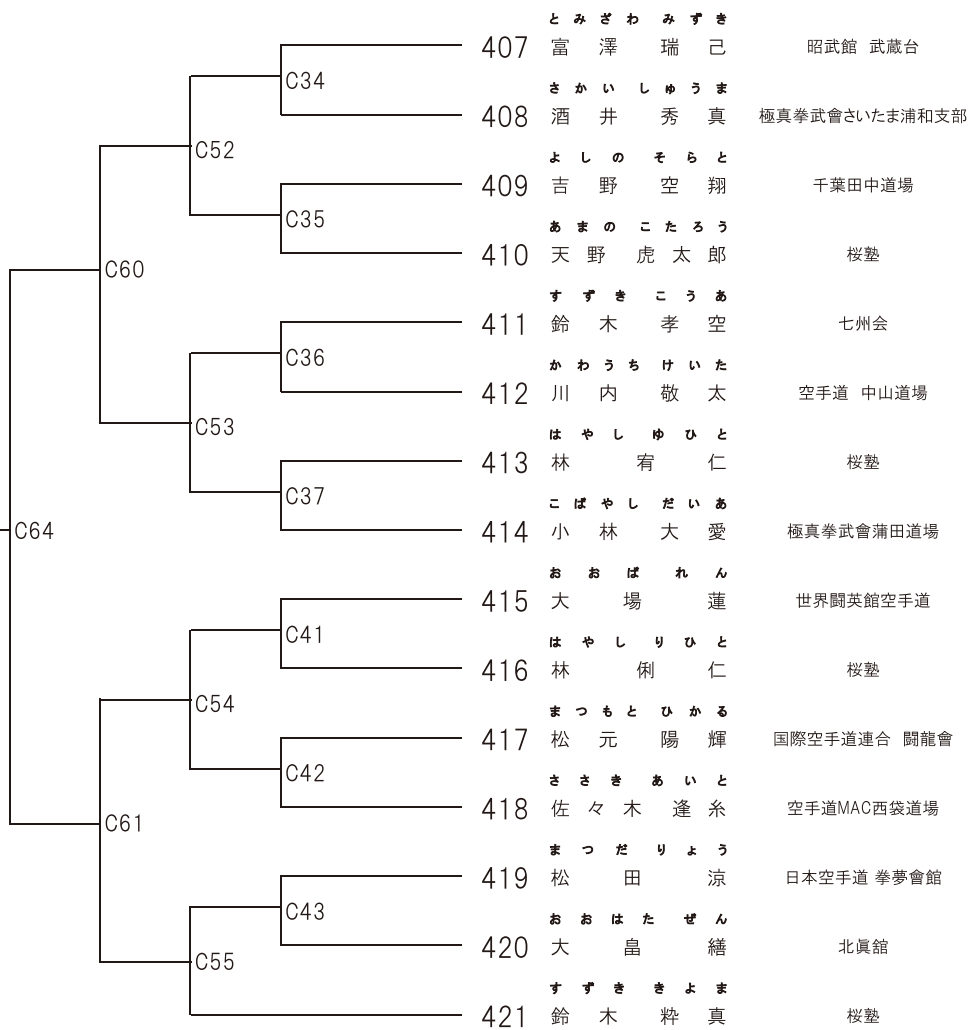 とみざわ みずき
407 富澤 瑞己 昭武館 武蔵台
C34
さかい しゅうま
408 酒井 秀真 極真拳武會さいたま浦和支部
C52
よしの そらと
409 吉野 空翔 千葉田中道場
C35
あまの こたろう
410 天野 虎太郎 桜塾
C60
すずき こうあ
411 鈴木 孝空 七州会
C36
かわうち けいた
412 川内 敬太 空手道 中山道場
C53
はやし ゆひと
413 林 宥仁 桜塾
C37
こばやし だいあ
414 小林 大愛 極真拳武會蒲田道場
C64
おおば れん
415 大場 蓮 世界闘英館空手道
C41
はやし りひと
416 林 俐仁 桜塾
C54
まつもと ひかる
417 松元 陽輝 国際空手道連合 闘龍會
C42
ささき あいと
418 佐々木 逢糸 空手道MAC西袋道場
C61
まつだ りょう
419 松田 涼 日本空手道 拳夢會館
C43
おおはた ぜん
420 大畠 繕 北眞舘
C55
すずき きよま
421 鈴木 粋真 桜塾